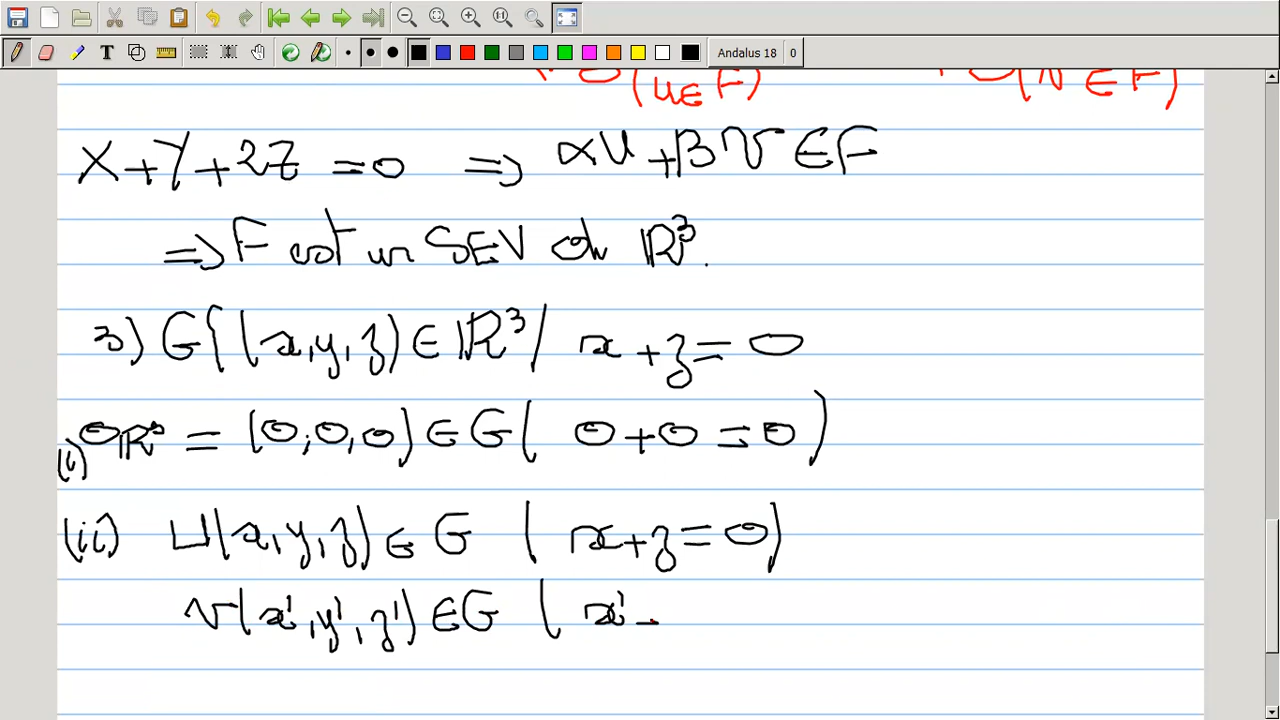 Andalus 18 0
(u∈F) (v∈F)
X+Y+2Z =0 => αU+βV ∈F
=> F est un SEV de ℝ³.
3) G{(x,y,z)∈ℝ³/ x+z=0
(i) 0ℝ³ = (0,0,0)∈G( 0+0=0)
(ii) U(x,y,z)∈G ( x+z=0)
V(x',y',z')∈G ( x'-